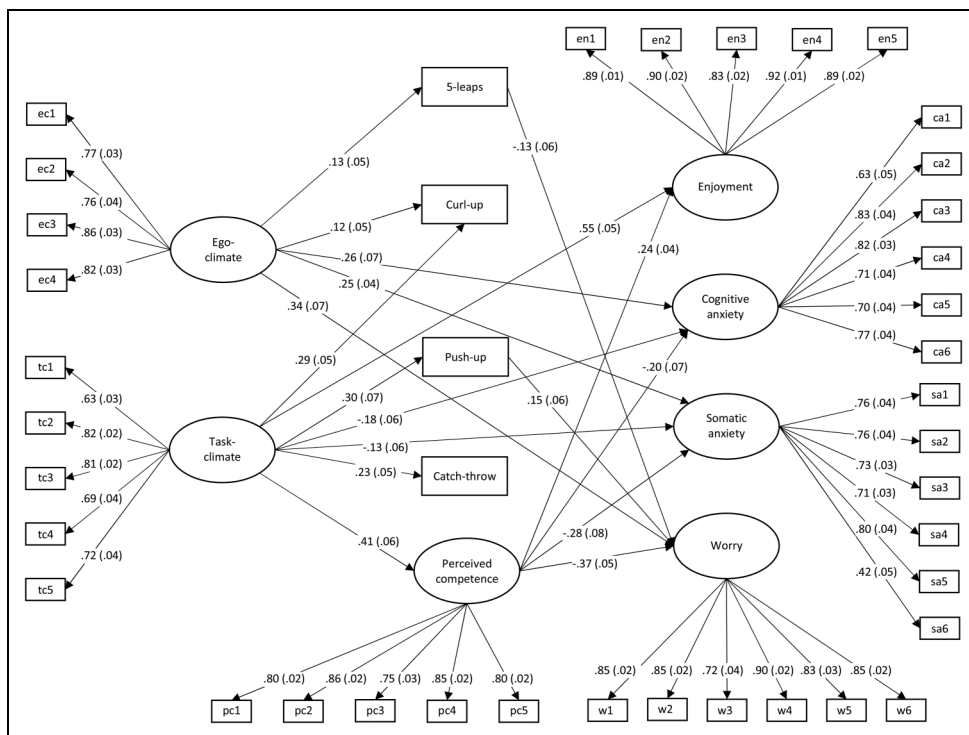 en1
en2
en3
en4
en5
.89 (.01)
.90 (.02)
.83 (.02)
.92 (.01)
.89 (.02)
5-leaps
ec1
ec2
ec3
ec4
.77 (.03)
.76 (.04)
.86 (.03)
.82 (.03)
Ego-
climate
.13 (.05)
-.13 (.06)
Curl-up
.12 (.05)
.26 (.07)
.25 (.04)
.34 (.07)
.55 (.05)
.24 (.04)
Enjoyment
Cognitive
anxiety
ca1
ca2
ca3
ca4
ca5
ca6
.63 (.05)
.83 (.04)
.82 (.03)
.71 (.04)
.70 (.04)
.77 (.04)
tc1
tc2
tc3
tc4
tc5
.63 (.03)
.82 (.02)
.81 (.02)
.69 (.04)
.72 (.04)
Task-
climate
.29 (.05)
Push-up
.30 (.07)
-.18 (.06)
-.13 (.06)
.23 (.05)
Catch-throw
.15 (.06)
-.20 (.07)
Somatic
anxiety
sa1
sa2
sa3
sa4
sa5
sa6
.76 (.04)
.76 (.04)
.73 (.03)
.71 (.03)
.80 (.04)
.42 (.05)
.41 (.06)
Perceived
competence
-.28 (.08)
-.37 (.05)
Worry
.80 (.02)
.86 (.02)
.75 (.03)
.85 (.02)
.80 (.02)
pc1
pc2
pc3
pc4
pc5
.85 (.02)
.85 (.02)
.72 (.04)
.90 (.02)
.83 (.03)
.85 (.02)
w1
w2
w3
w4
w5
w6